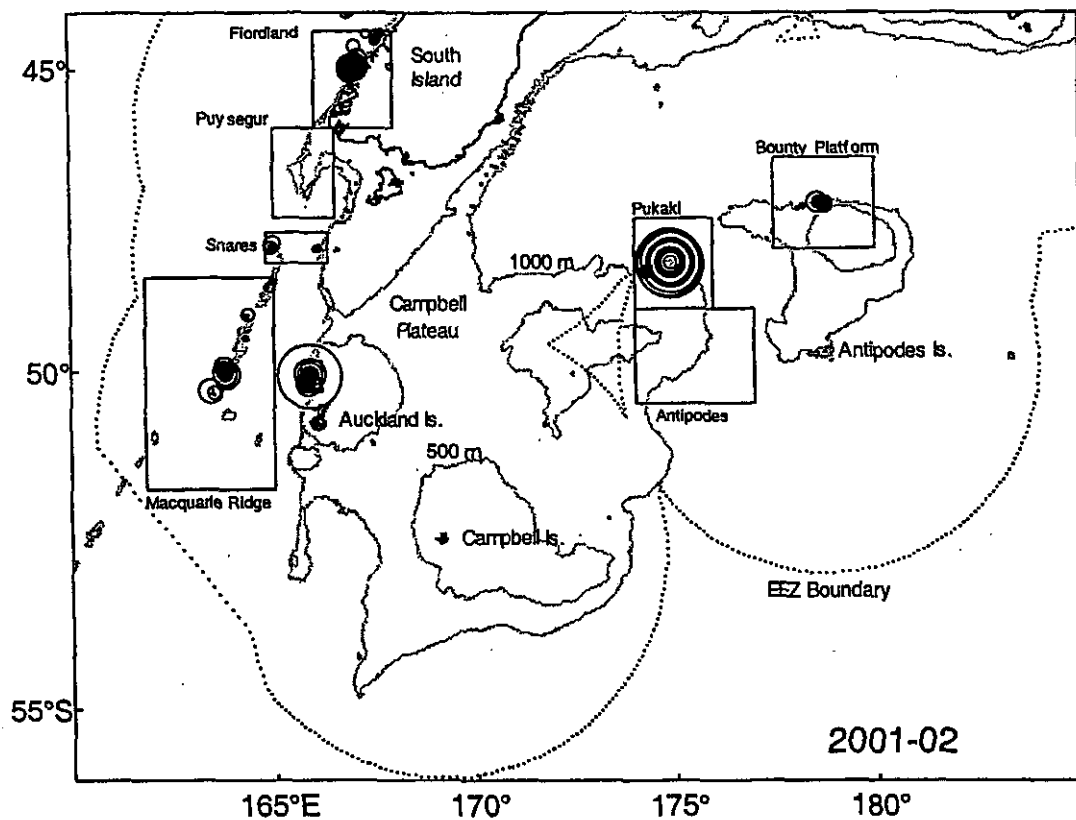 Fiordland
South
Island
45°
Puysegur
Bounty Platform
Pukaki
Snares
1000 m
Campbell
Plateau
Antipodes Is.
50°
Auckland Is.
Antipodes
500 m
Macquarie Ridge
Campbell Is.
EEZ Boundary
55°S
2001-02
165°E
170°
175°
180°